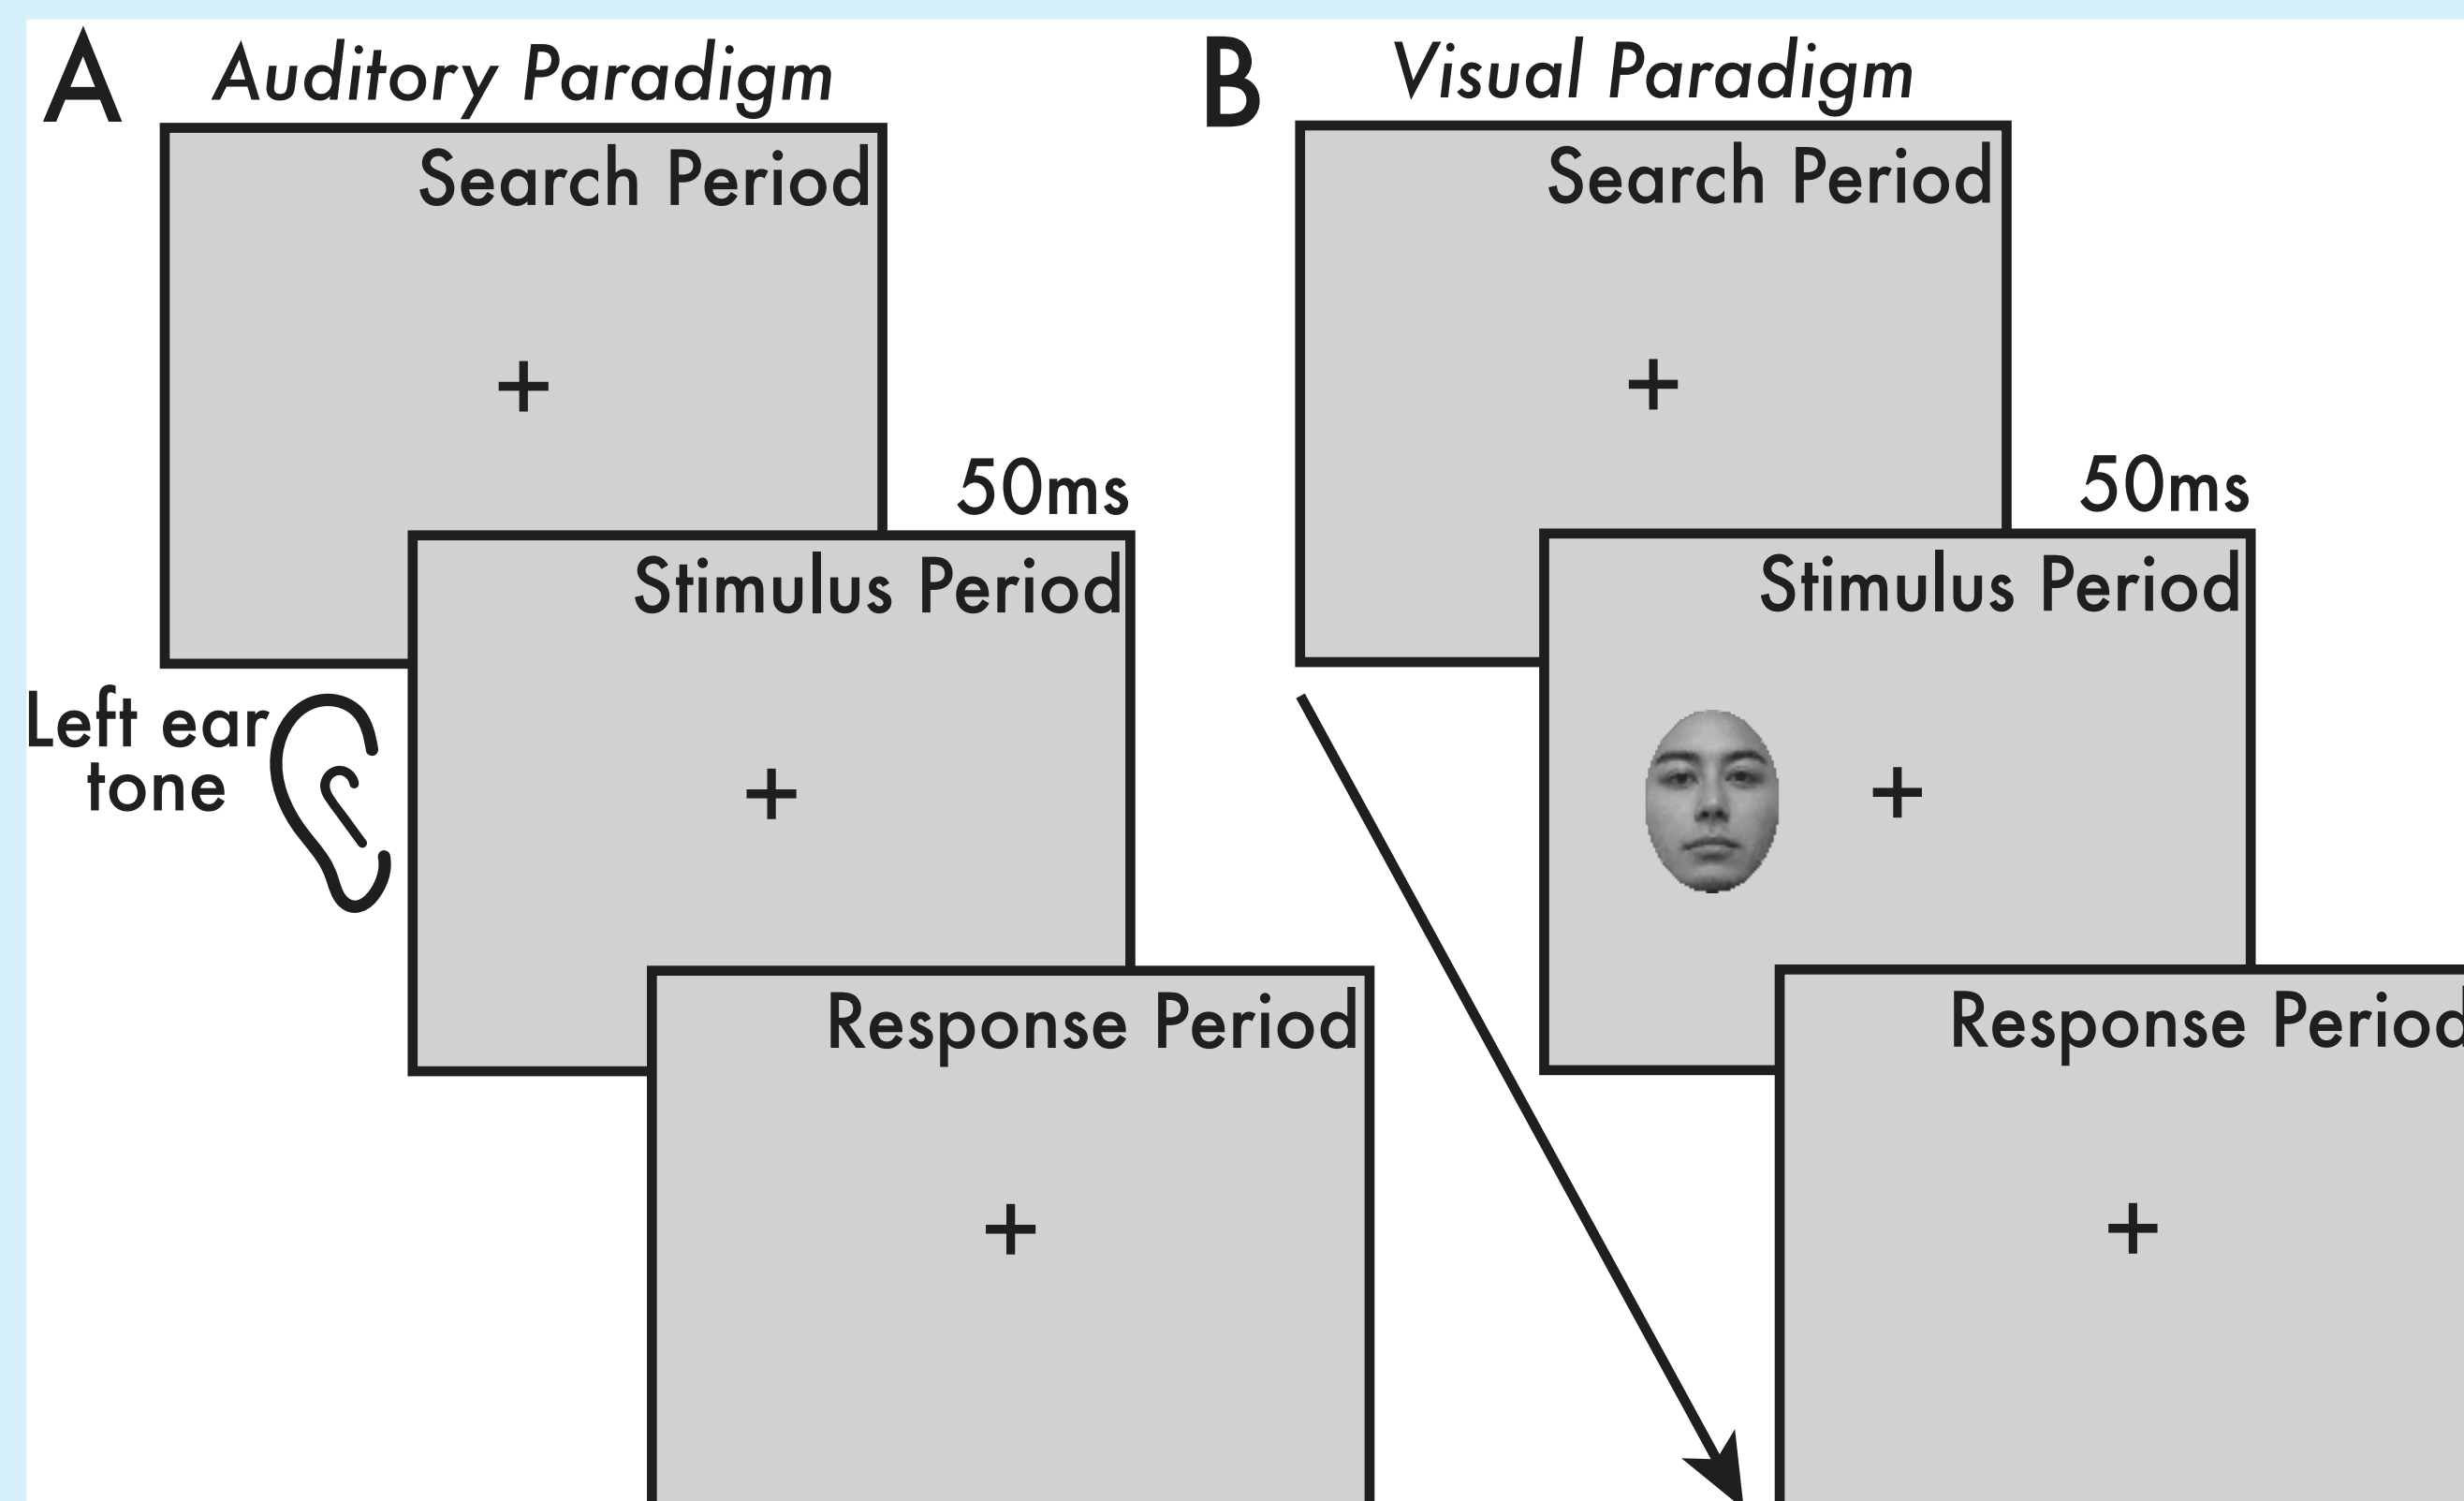 A
Auditory Paradigm
Search Period
50ms
Stimulus Period
Left ear
tone
Response Period
B
Visual Paradigm
Search Period
50ms
Stimulus Period
Response Period